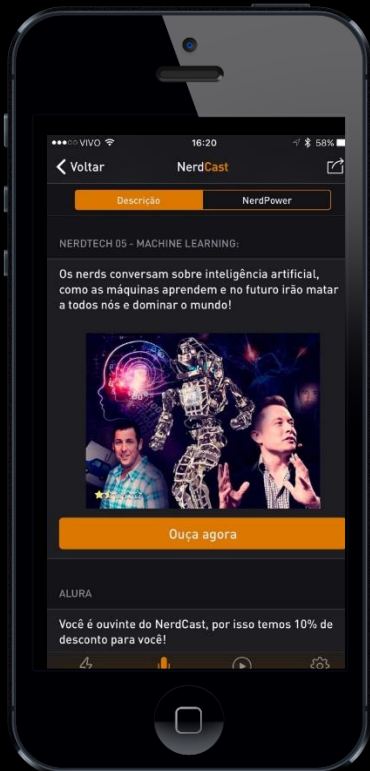 VIVO 16:20 58%
Voltar NerdCast
Descrição NerdPower
NERDTECH 05 - MACHINE LEARNING:
Os nerds conversam sobre inteligência artificial,
como as máquinas aprendem e no futuro irão matar
a todos nós e dominar o mundo!
Ouça agora
ALURA
Você é ouvinte do NerdCast, por isso temos 10% de
desconto para você!